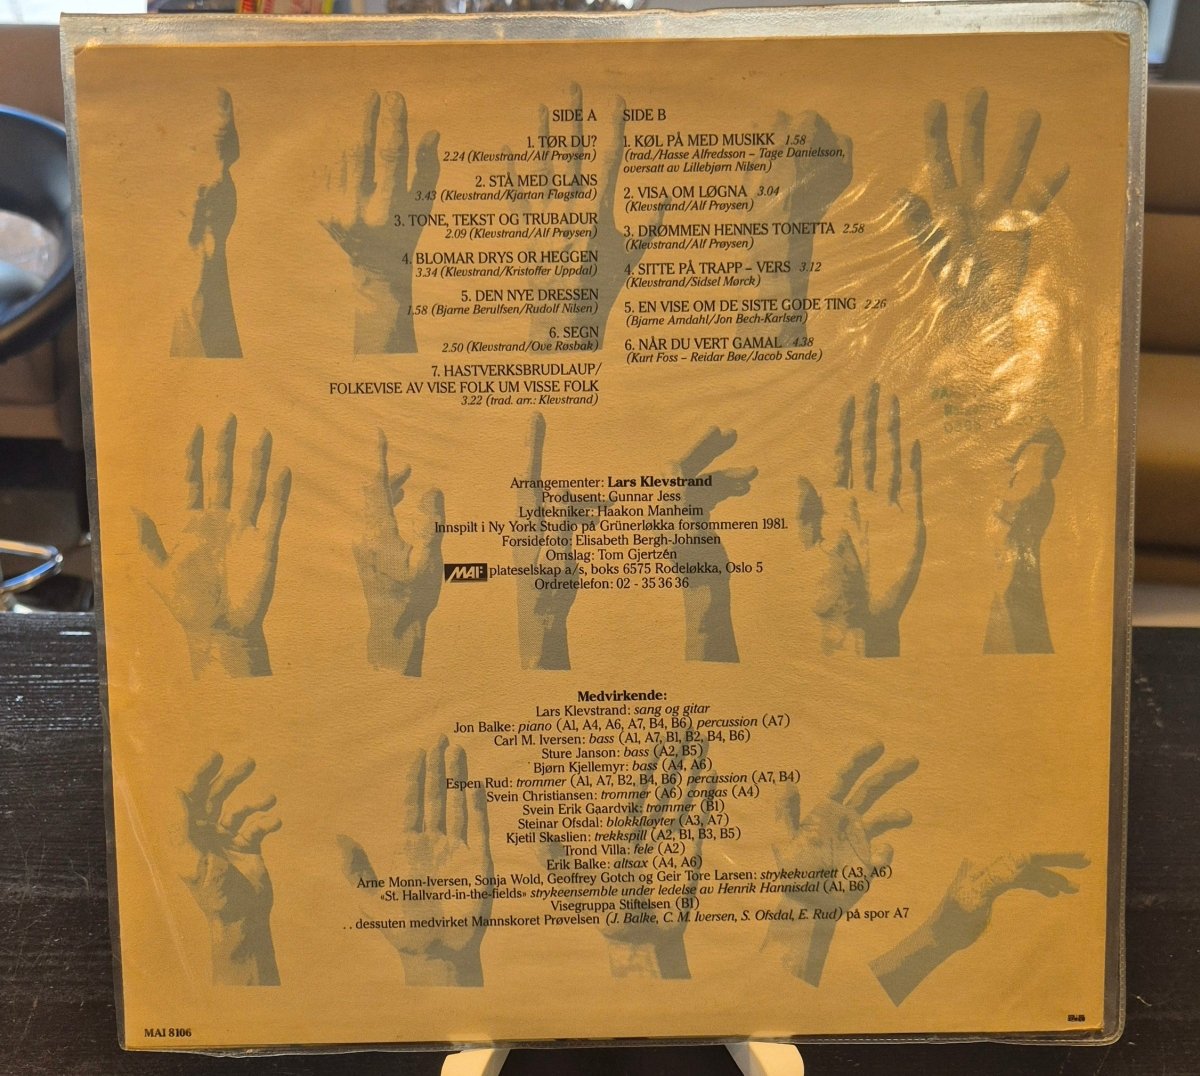 SIDE A
1. TØR DU?
2.24 (Klevstrand/Alf Prøysen)
2. STÅ MED GLANS
3.43 (Klevstrand/Kjartan Fløgstad)
3. TONE, TEKST OG TRUBADUR
2.09 (Klevstrand/Alf Prøysen)
4. BLOMAR DRYS OR HEGGEN
3.34 (Klevstrand/Kristoffer Uppdal)
5. DEN NYE DRESSEN
1.58 (Bjarne Berulfsen/Rudolf Nilsen)
6. SEGN
2.50 (Klevstrand/Ove Røsbak)
7. HASTVERKSBRUDLAUP/
FOLKEVISE AV VISE FOLK UM VISSE FOLK
3.22 (trad. arr.: Klevstrand)
SIDE B
1. KØL PÅ MED MUSIKK 1.58
(trad./Hasse Alfredsson – Tage Danielsson,
oversatt av Lillebjørn Nilsen)
2. VISA OM LØGNA 3.04
(Klevstrand/Alf Prøysen)
3. DRØMMEN HENNES TONETTA 2.58
(Klevstrand/Alf Prøysen)
4. SITTE PÅ TRAPP – VERS 3.12
(Klevstrand/Sidsel Mørck)
5. EN VISE OM DE SISTE GODE TING 2.26
(Bjarne Amdahl/Jon Bech-Karlsen)
6. NÅR DU VERT GAMAL 4.38
(Kurt Foss – Reidar Bøe/Jacob Sande)
Arrangementer: Lars Klevstrand
Produsent: Gunnar Jess
Lydtekniker: Haakon Manheim
Innspilt i Ny York Studio på Grünerløkka forsommeren 1981.
Forsidefoto: Elisabeth Bergh-Johnsen
Omslag: Tom Gjertzén
MAI plateselskap a/s, boks 6575 Rodeløkka, Oslo 5
Ordretelefon: 02 - 35 36 36
Medvirkende:
Lars Klevstrand: sang og gitar
Jon Balke: piano (A1, A4, A6, A7, B4, B6) percussion (A7)
Carl M. Iversen: bass (A1, A7, B1, B2, B4, B6)
Sture Janson: bass (A2, B5)
Bjørn Kjellemyr: bass (A4, A6)
Espen Rud: trommer (A1, A7, B2, B4, B6) percussion (A7, B4)
Svein Christiansen: trommer (A6) congas (A4)
Svein Erik Gaardvik: trommer (B1)
Steinar Ofsdal: blokkfløyter (A3, A7)
Kjetil Skaslien: trekkspill (A2, B1, B3, B5)
Trond Villa: fele (A2)
Erik Balke: altsax (A4, A6)
Arne Monn-Iversen, Sonja Wold, Geoffrey Gotch og Geir Tore Larsen: strykekvartett (A3, A6)
«St. Hallvard-in-the-fields» strykeensemble under ledelse av Henrik Hannisdal (A1, B6)
Visegruppa Stiftelsen (B1)
. . dessuten medvirket Mannskoret Prøvelsen (J. Balke, C. M. Iversen, S. Ofsdal, E. Rud) på spor A7
MAI 8106